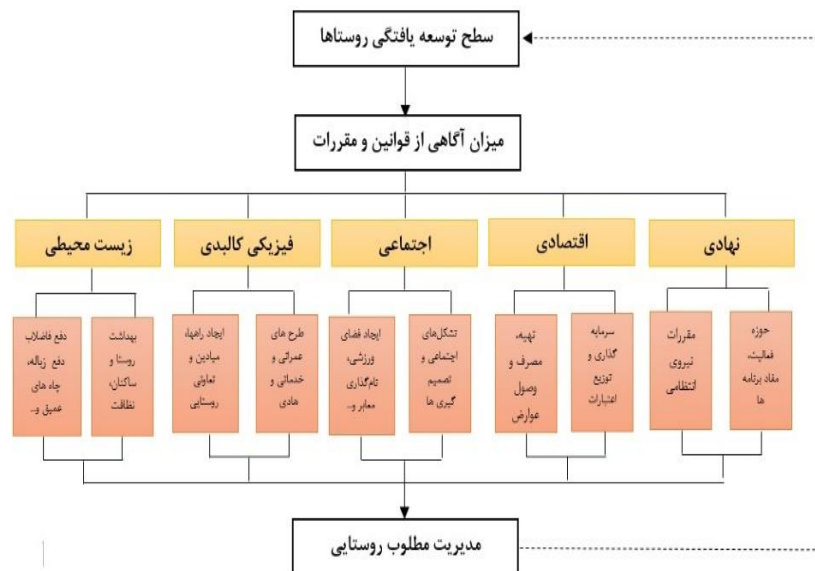 سطح توسعه یافتگی روستاها
میزان آگاهی از قوانین و مقررات
نهادی
اقتصادی
اجتماعی
فیزیکی کالبدی
زیست محیطی
حوزه
فعالیت،
مفاد برنامه
ها
مقررات
نیروی
انتظامی
سرمایه
گذاری و
توزیع
اعتبارات
تهیه،
مصرف و
وصول
عوارض
تشکل‌های
اجتماعی و
تصمیم
گیری ها
ایجاد فضای
ورزشی،
نام‌گذاری
معابر و...
طرح های
عمرانی و
خدماتی و
هادی
ایجاد راهها،
میادین و
تعاونی
روستایی
بهداشت
روستا و
ساکنان،
نظافت
دفع فاضلاب
دفع زباله،
چاه های
عمیق و...
مدیریت مطلوب روستایی